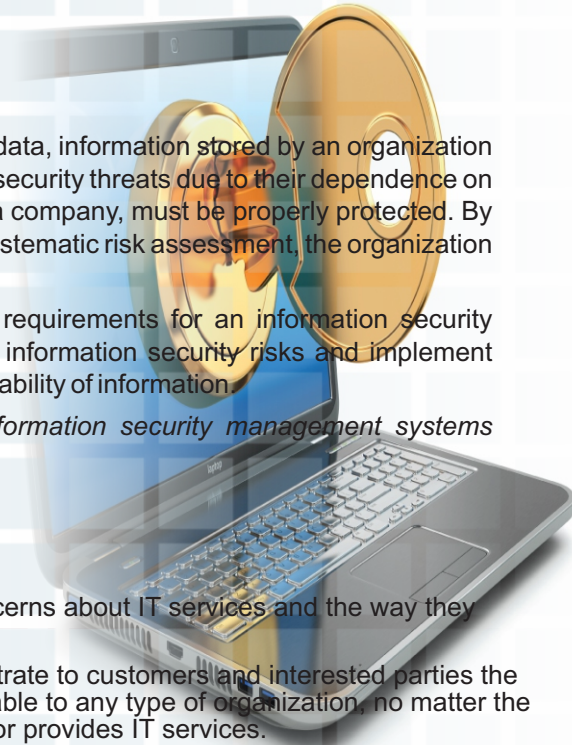 data, information stored by an organization
security threats due to their dependence on
a company, must be properly protected. By
stematic risk assessment, the organization
requirements for an information security
information security risks and implement
ability of information.
formation security management systems
laptop
cerns about IT services and the way they
trate to customers and interested parties the
able to any type of organization, no matter the
or provides IT services.